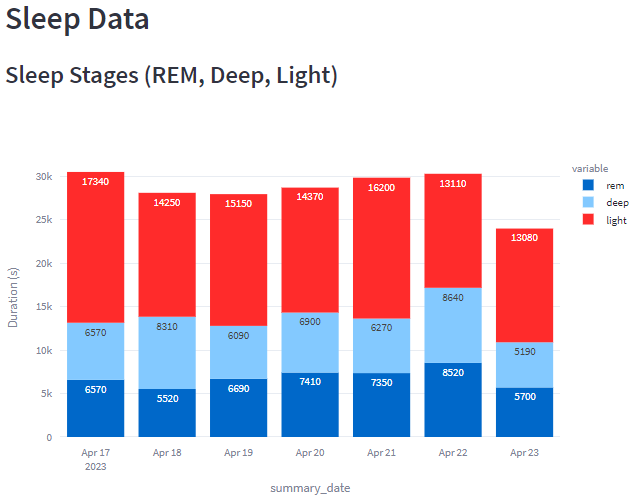 Sleep Data
Sleep Stages (REM, Deep, Light)
variable
rem
deep
light
30k
25k
20k
15k
10k
5k
0
Duration (s)
17340
14250
15150
14370
16200
13110
13080
6570
8310
6090
6900
6270
8640
5190
6570
5520
6690
7410
7350
8520
5700
Apr 17
2023
Apr 18
Apr 19
Apr 20
Apr 21
Apr 22
Apr 23
summary_date